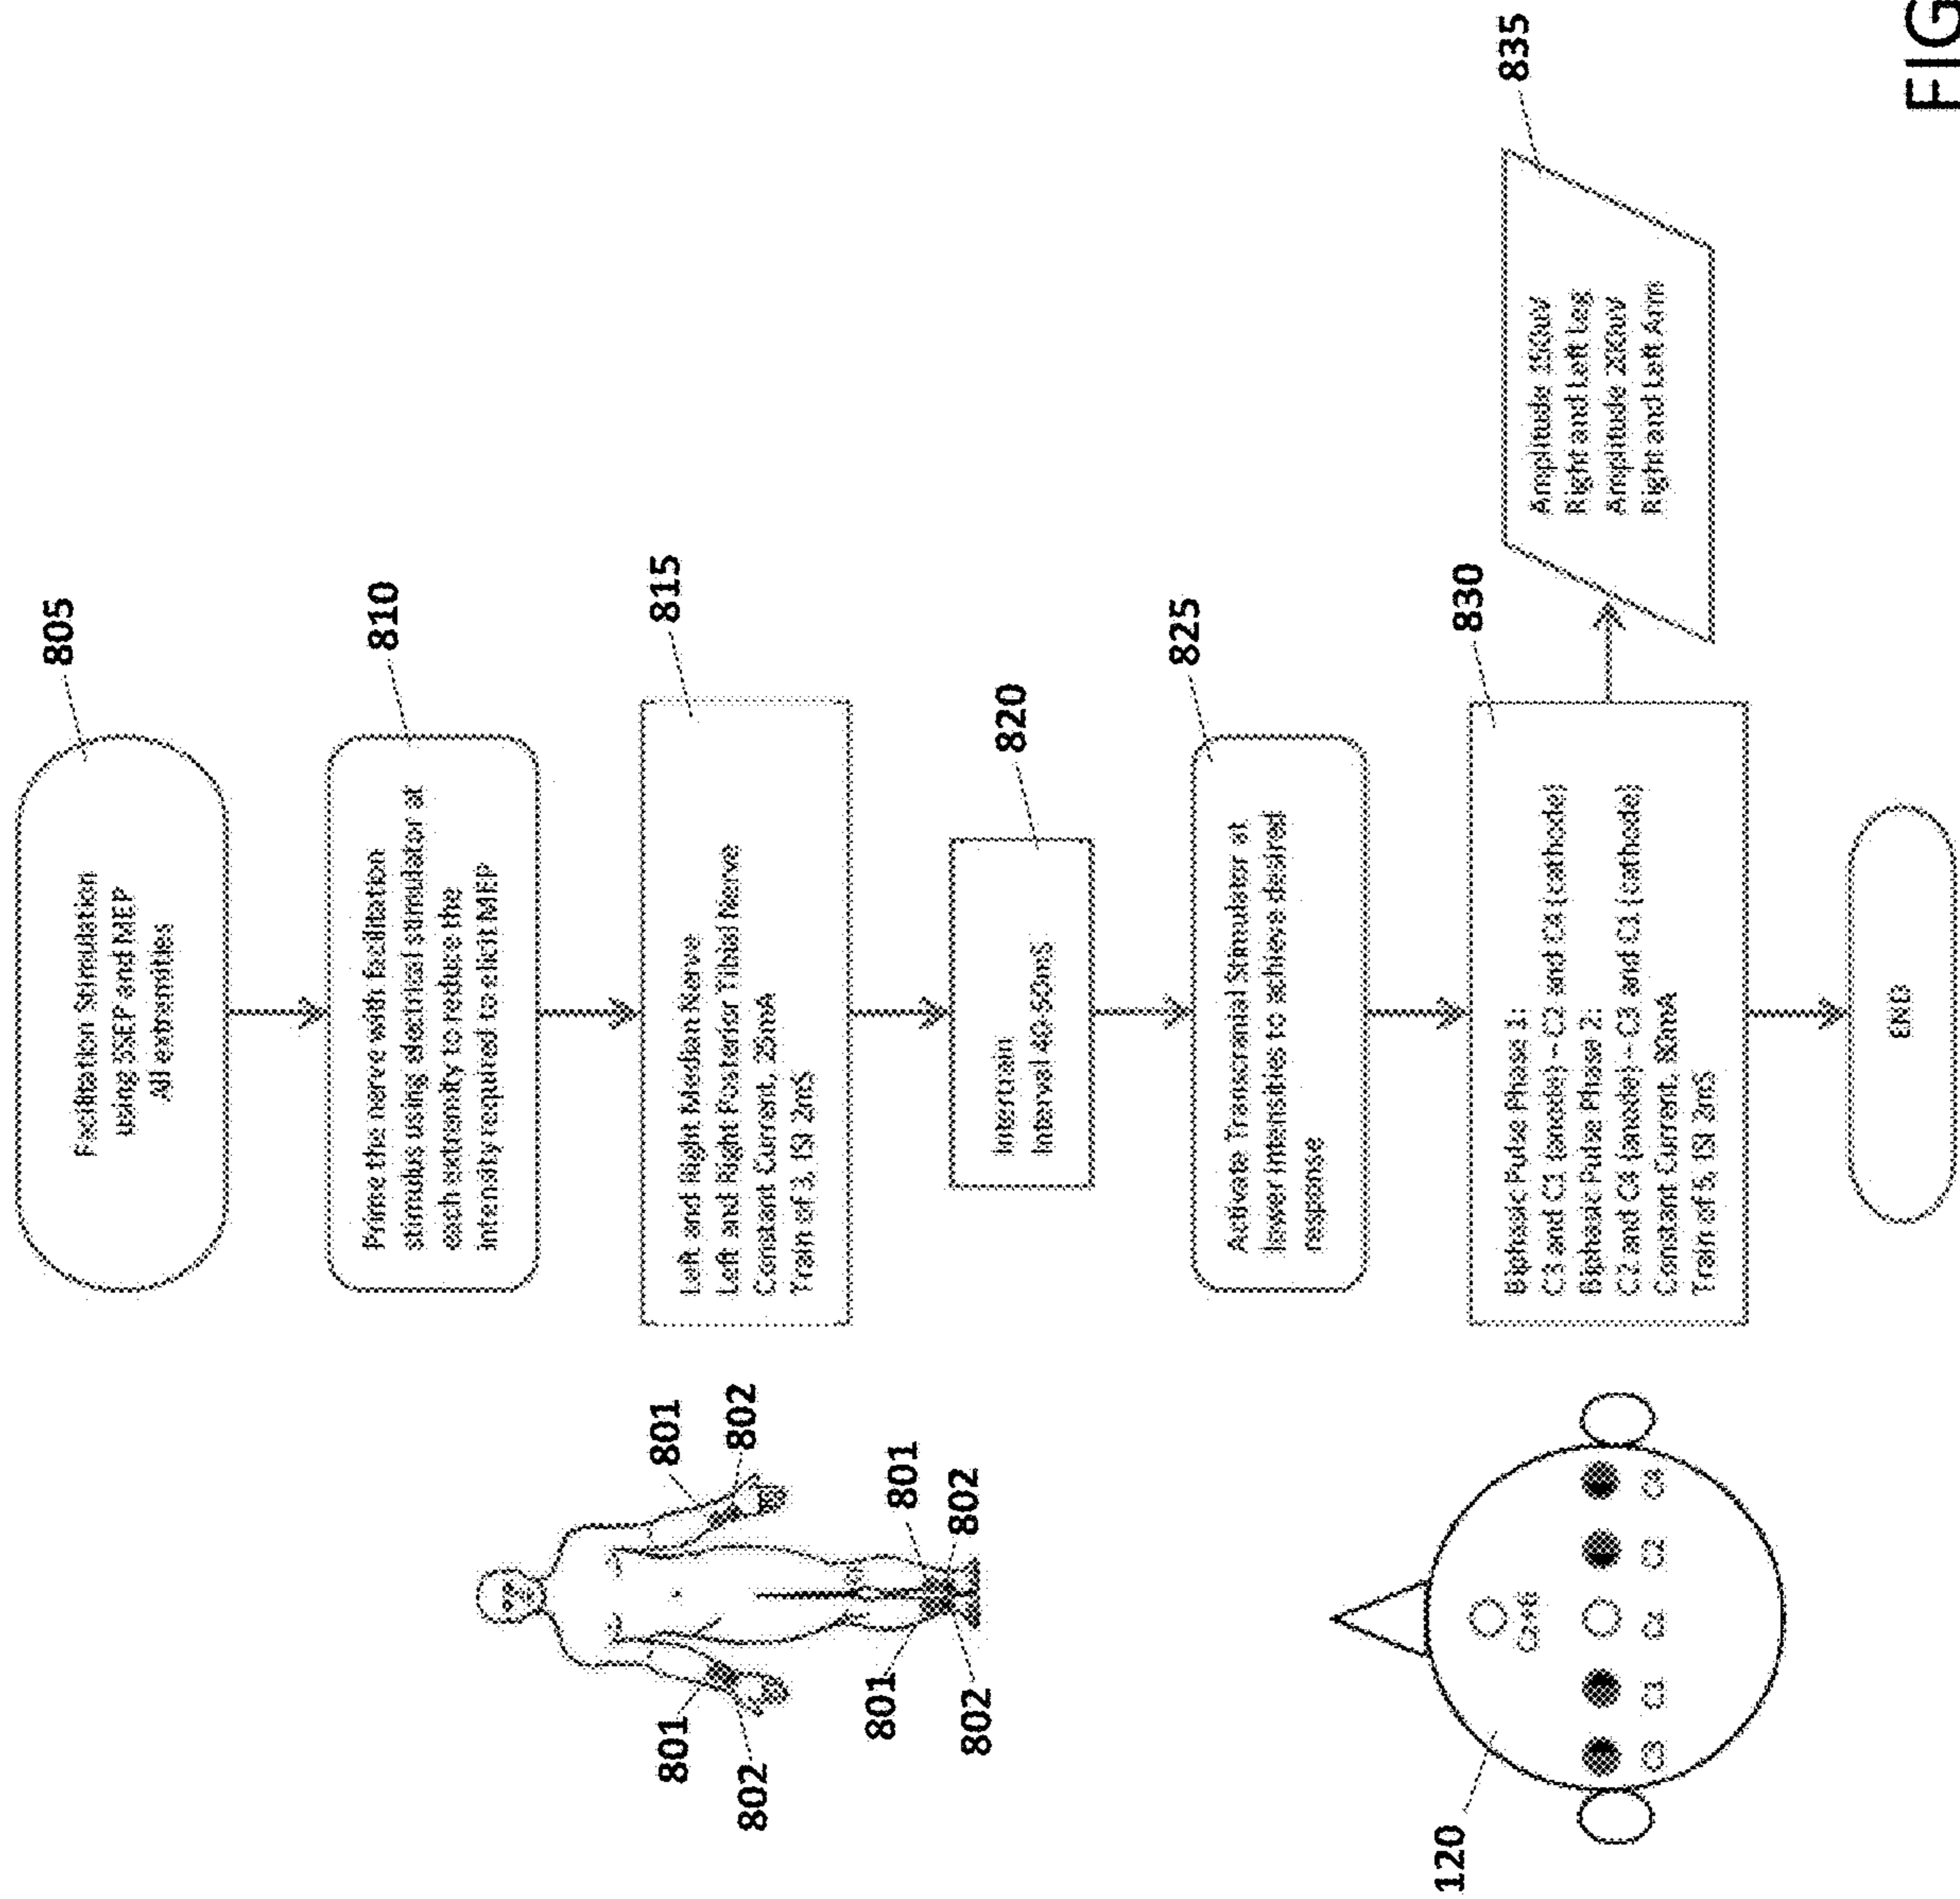 805
Facilitation Stimulation
using SSEP and MEP
All extremities
810
Prime the nerve with facilitation
stimulus using electrical stimulator at
each extremity to reduce the
intensity required to elicit MEP
815
Left and Right Median Nerve
Left and Right Posterior Tibial Nerve
Constant Current, 25mA
Train of 3, ISI 2mS
801
802
801
802
801
802
801
802
820
Intertrain
Interval 40-50mS
825
Activate Transcranial Stimulator at
lower intensities to achieve desired
response
830
Biphasic Pulse Phase 1:
C3 and C1 (anode) – C2 and C4 (cathode)
Biphasic Pulse Phase 2:
C2 and C4 (anode) – C3 and C1 (cathode)
Constant Current,
Train of 5, ISI 2mS
835
Amplitude
Right and Left Leg
Amplitude
Right and Left Arm
120
C3
C1
Cz
C2
C4
END
FIG